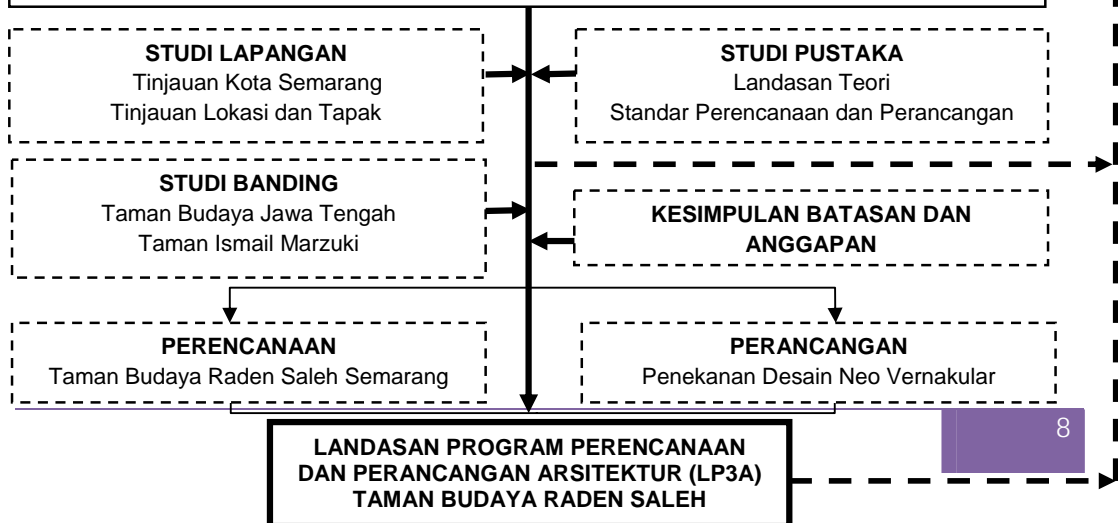 STUDI LAPANGAN
Tinjauan Kota Semarang
Tinjauan Lokasi dan Tapak
STUDI PUSTAKA
Landasan Teori
Standar Perencanaan dan Perancangan
STUDI BANDING
Taman Budaya Jawa Tengah
Taman Ismail Marzuki
KESIMPULAN BATASAN DAN
ANGGAPAN
PERENCANAAN
Taman Budaya Raden Saleh Semarang
PERANCANGAN
Penekanan Desain Neo Vernakular
8
LANDASAN PROGRAM PERENCANAAN
DAN PERANCANGAN ARSITEKTUR (LP3A)
TAMAN BUDAYA RADEN SALEH